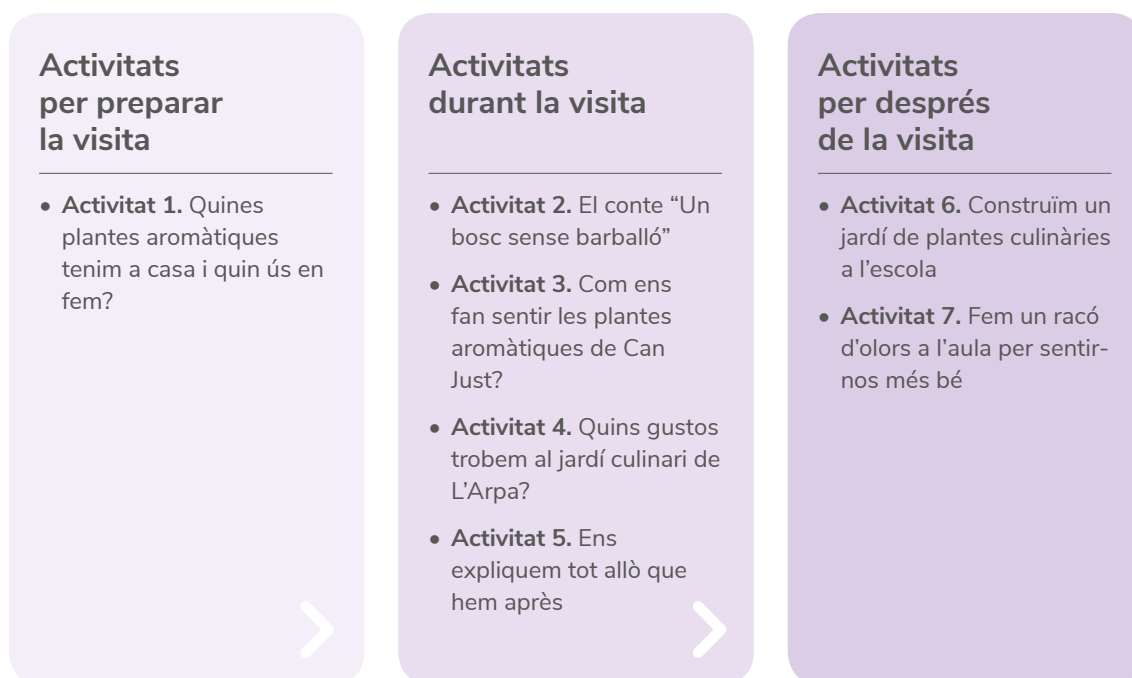 Activitats
per preparar
la visita
• Activitat 1. Quines
plantes aromàtiques
tenim a casa i quin ús en
fem?
Activitats
durant la visita
• Activitat 2. El conte “Un
bosc sense barballó”
• Activitat 3. Com ens
fan sentir les plantes
aromàtiques de Can
Just?
• Activitat 4. Quins gustos
trobem al jardí culinari de
L’Arpa?
• Activitat 5. Ens
expliquem tot allò que
hem après
Activitats
per després
de la visita
• Activitat 6. Construïm un
jardí de plantes culinàries
a l’escola
• Activitat 7. Fem un racó
d’olors a l’aula per sentir-
nos més bé